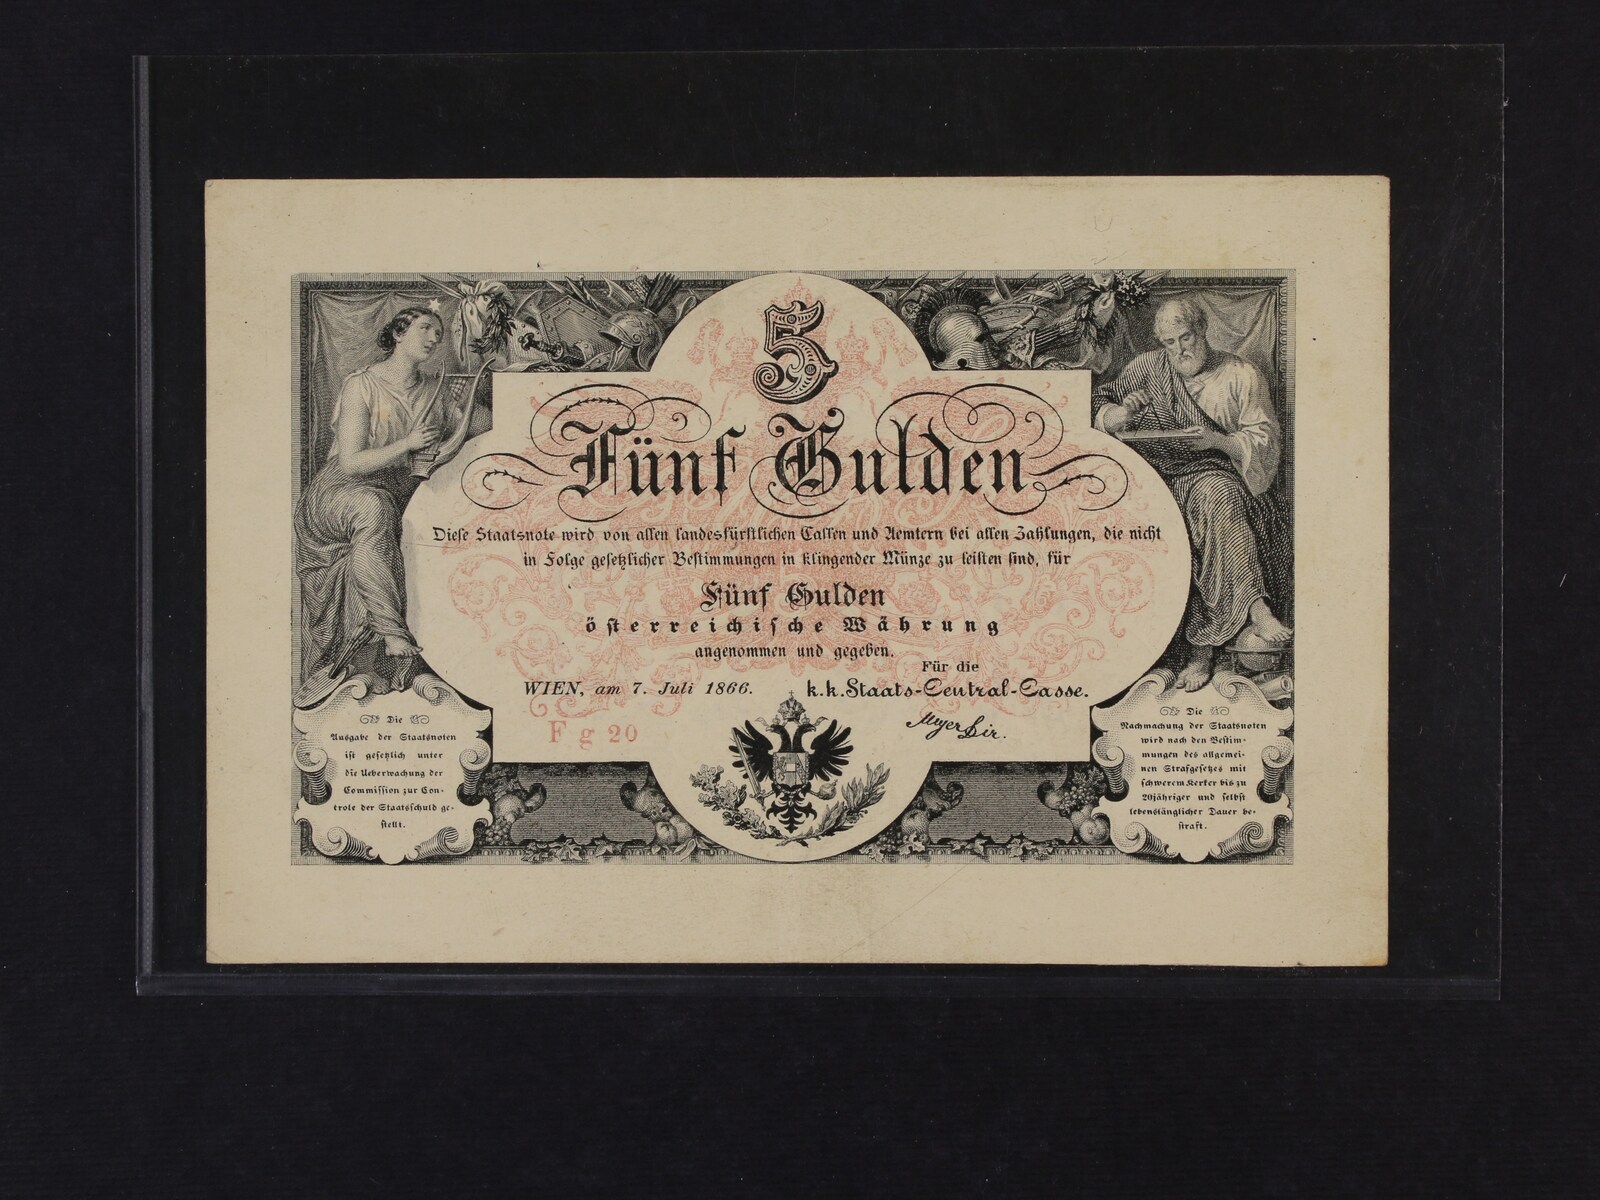 5
Fünf Gulden
Diese Staatsnote wird von allen landesfürstlichen Cassen und Aemtern bei allen Zahlungen, die nicht
in Folge gesetzlicher Bestimmungen in klingender Münze zu leisten sind, für
Fünf Gulden
österreichische Währung
angenommen und gegeben.
Für die
WIEN, am 7. Juli 1866. k.k. Staats-Central-Casse.
Mayer Dir.
F g 20
Die
Ausgabe der Staatsnoten
ist gesetzlich unter
die Ueberwachung der
Commission zur Con-
trole der Staatsschuld ge-
stellt.
Die
Nachmachung der Staatsnoten
wird nach den Bestim-
mungen des allgemei-
nen Strafgesetzes mit
schwerem Kerker bis zu
20jähriger und selbst
lebenslänglicher Dauer be-
straft.